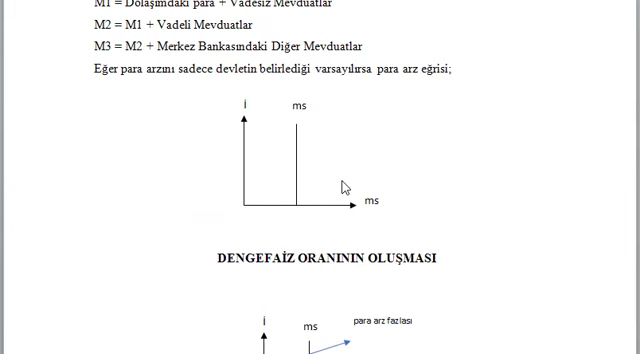 M1 = Dolaşımdaki para + Vadesiz Mevduatlar
M2 = M1 + Vadeli Mevduatlar
M3 = M2 + Merkez Bankasındaki Diğer Mevduatlar
Eğer para arzını sadece devletin belirlediği varsayılırsa para arz eğrisi;
i ms
ms
DENGEFAİZ ORANININ OLUŞMASI
i ms para arz fazlası